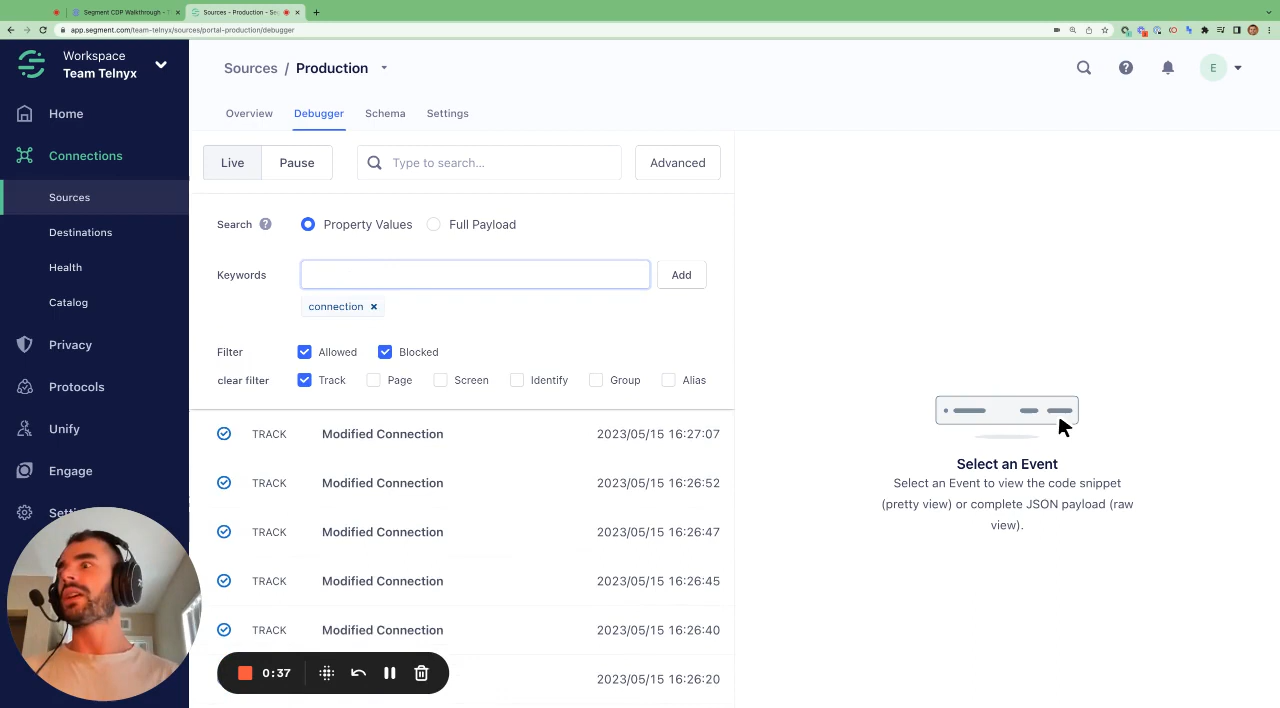 Segment CDP Walkthrough - T
Sources - Production - Se
app.segment.com/team-telnyx/sources/portal-production/debugger
Workspace
Team Telnyx
Home
Connections
Sources
Destinations
Health
Catalog
Privacy
Protocols
Unify
Engage
Sources / Production
E
Overview
Debugger
Schema
Settings
Live
Pause
Type to search...
Advanced
Search ?
Property Values
Full Payload
Keywords
Add
connection ×
Filter
Allowed
Blocked
clear filter
Track
Page
Screen
Identify
Group
Alias
TRACK Modified Connection 2023/05/15 16:27:07
TRACK Modified Connection 2023/05/15 16:26:52
TRACK Modified Connection 2023/05/15 16:26:47
TRACK Modified Connection 2023/05/15 16:26:45
TRACK Modified Connection 2023/05/15 16:26:40
2023/05/15 16:26:20
0:37
Select an Event
Select an Event to view the code snippet
(pretty view) or complete JSON payload (raw
view).